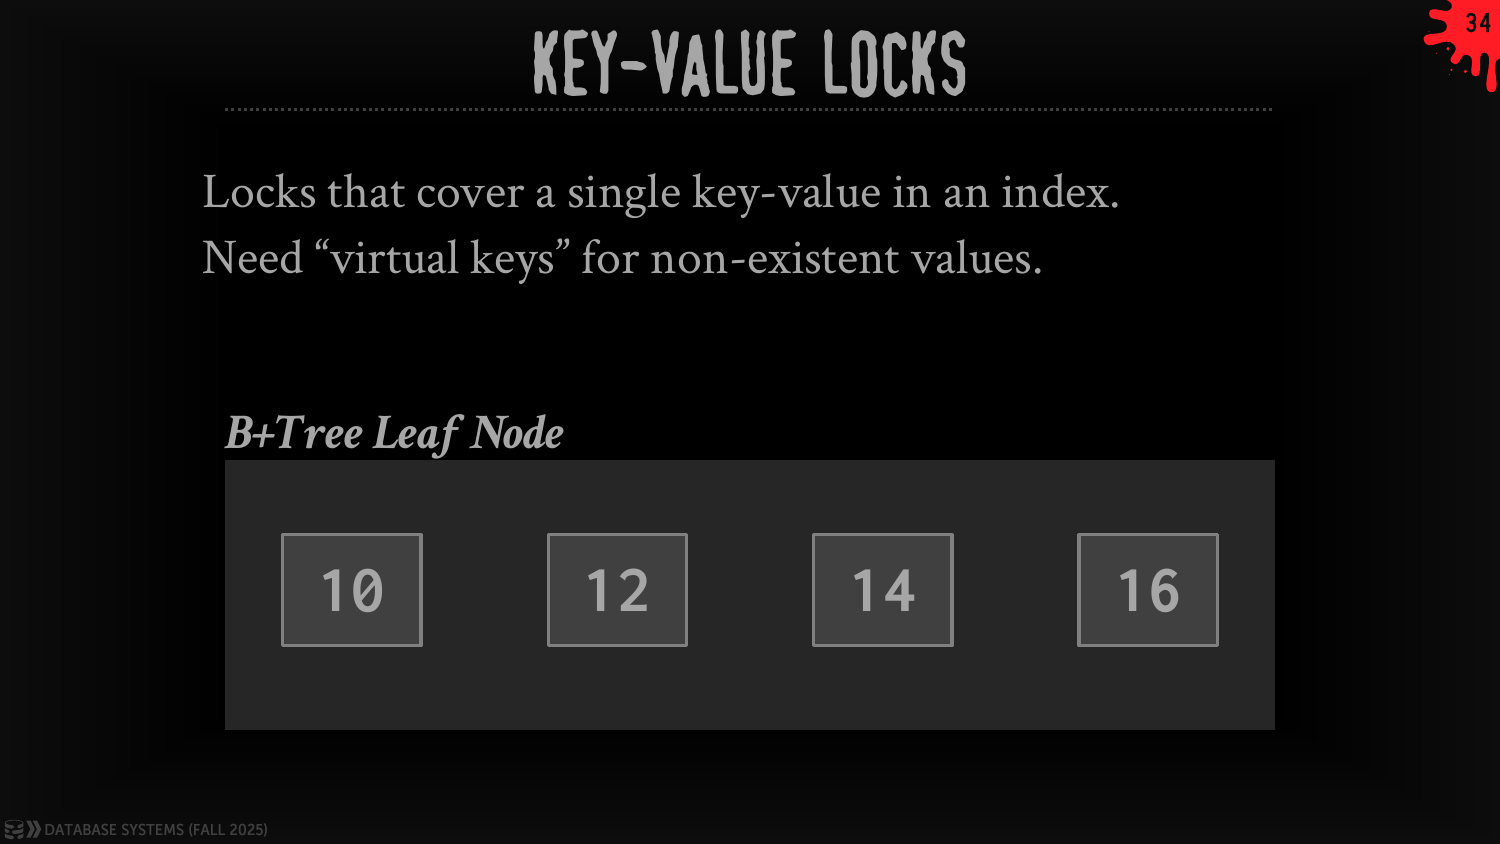 34
KEY-VALUE LOCKS
Locks that cover a single key-value in an index.
Need “virtual keys” for non-existent values.
B+Tree Leaf Node
10 12 14 16
DATABASE SYSTEMS (FALL 2025)